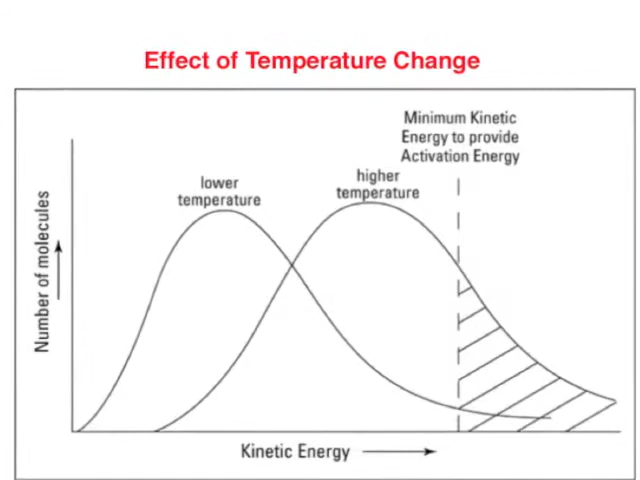 Effect of Temperature Change
Minimum Kinetic
Energy to provide
Activation Energy
lower
temperature
higher
temperature
Number of molecules
Kinetic Energy